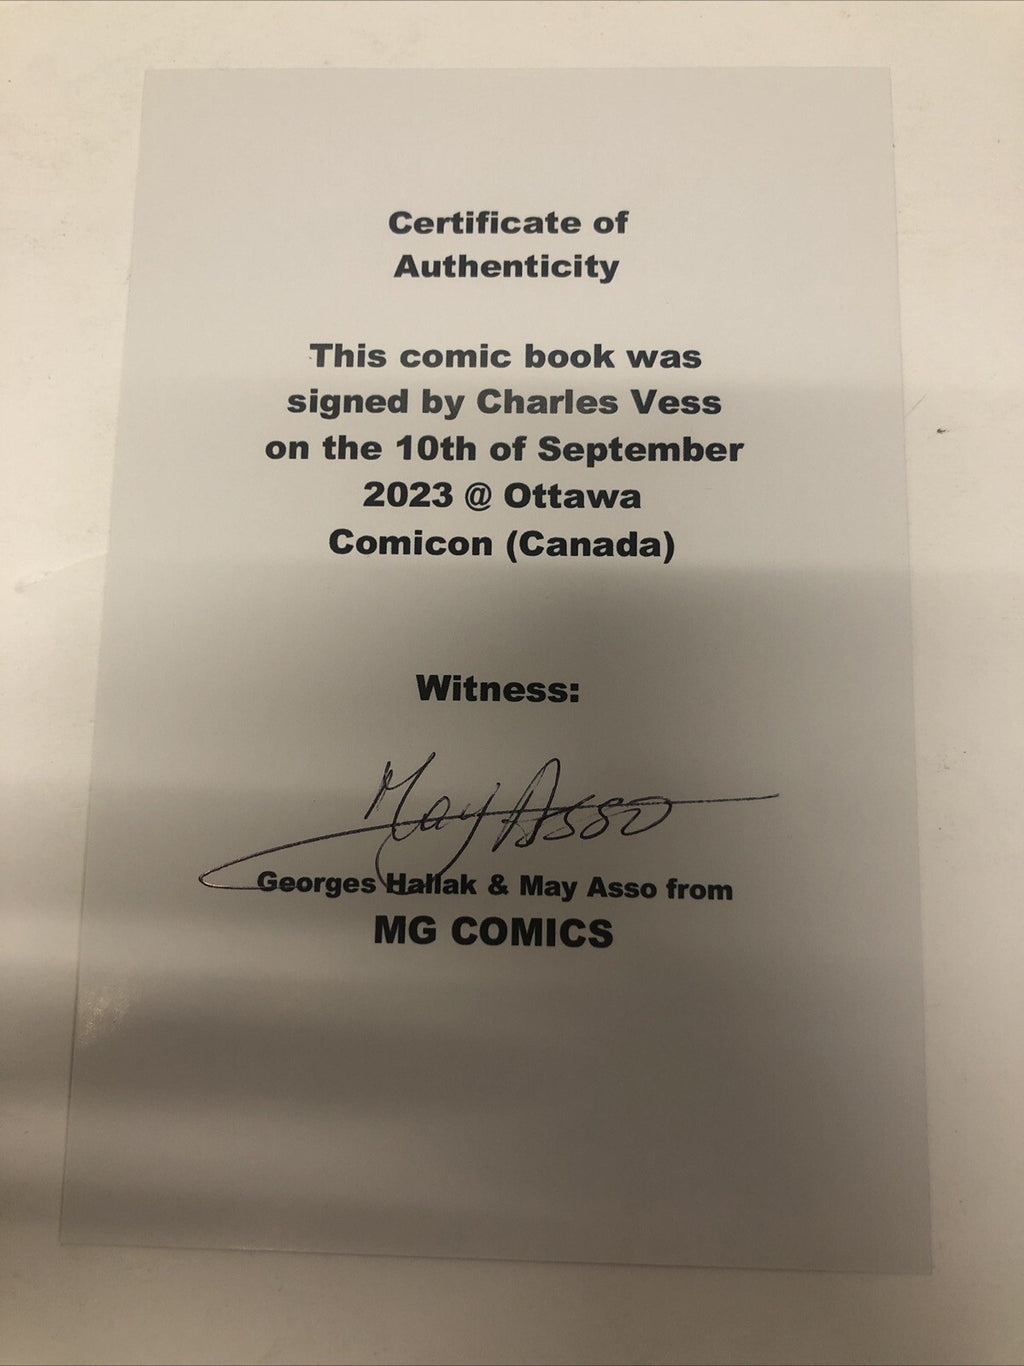 Certificate of
Authenticity
This comic book was
signed by Charles Vess
on the 10th of September
2023 @ Ottawa
Comicon (Canada)
Witness:
May Asso
Georges Hallak & May Asso from
MG COMICS